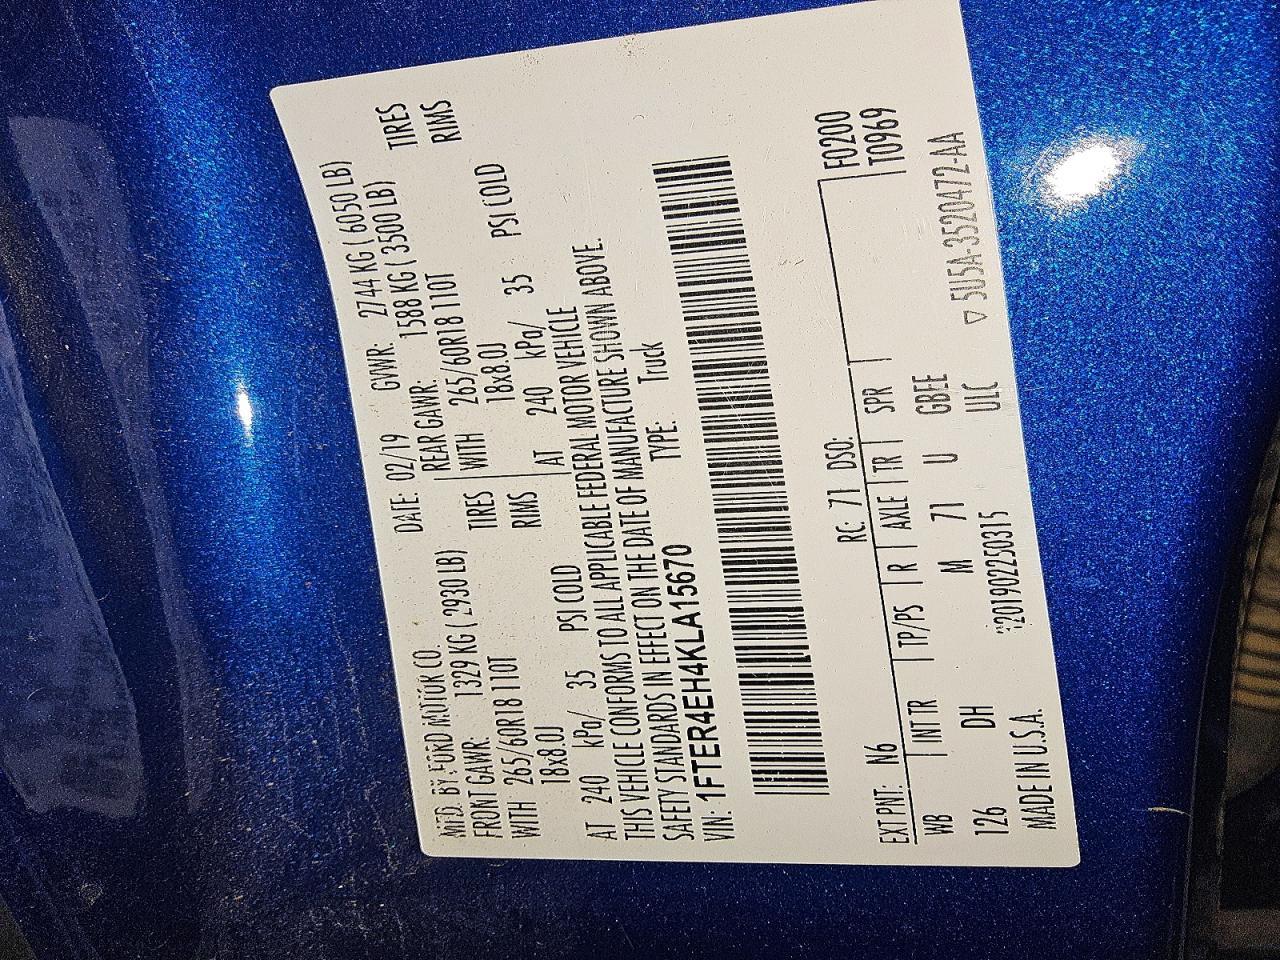 MFD. BY FORD MOTOR CO.
DATE: 02/19 GVWR: 2744 KG ( 6050 LB)
FRONT GAWR: 1329 KG ( 2930 LB)
REAR GAWR: 1588 KG ( 3500 LB)
WITH 265/60R18 110T TIRES
WITH 265/60R18 110T TIRES
18x8.0J RIMS
18x8.0J RIMS
AT 240 kPa/ 35 PSI COLD
AT 240 kPa/ 35 PSI COLD
THIS VEHICLE CONFORMS TO ALL APPLICABLE FEDERAL MOTOR VEHICLE
SAFETY STANDARDS IN EFFECT ON THE DATE OF MANUFACTURE SHOWN ABOVE.
VIN: 1FTER4EH4KLA15670 TYPE: Truck
F0200
T0969
EXT PNT: N6 RC: 71 DSO:
WB INT TR TP/PS R AXLE TR SPR
126 DH M 71 U GBEE
MADE IN U.S.A. 201902250315 ULC ▽ 5U5A-3520472-AA